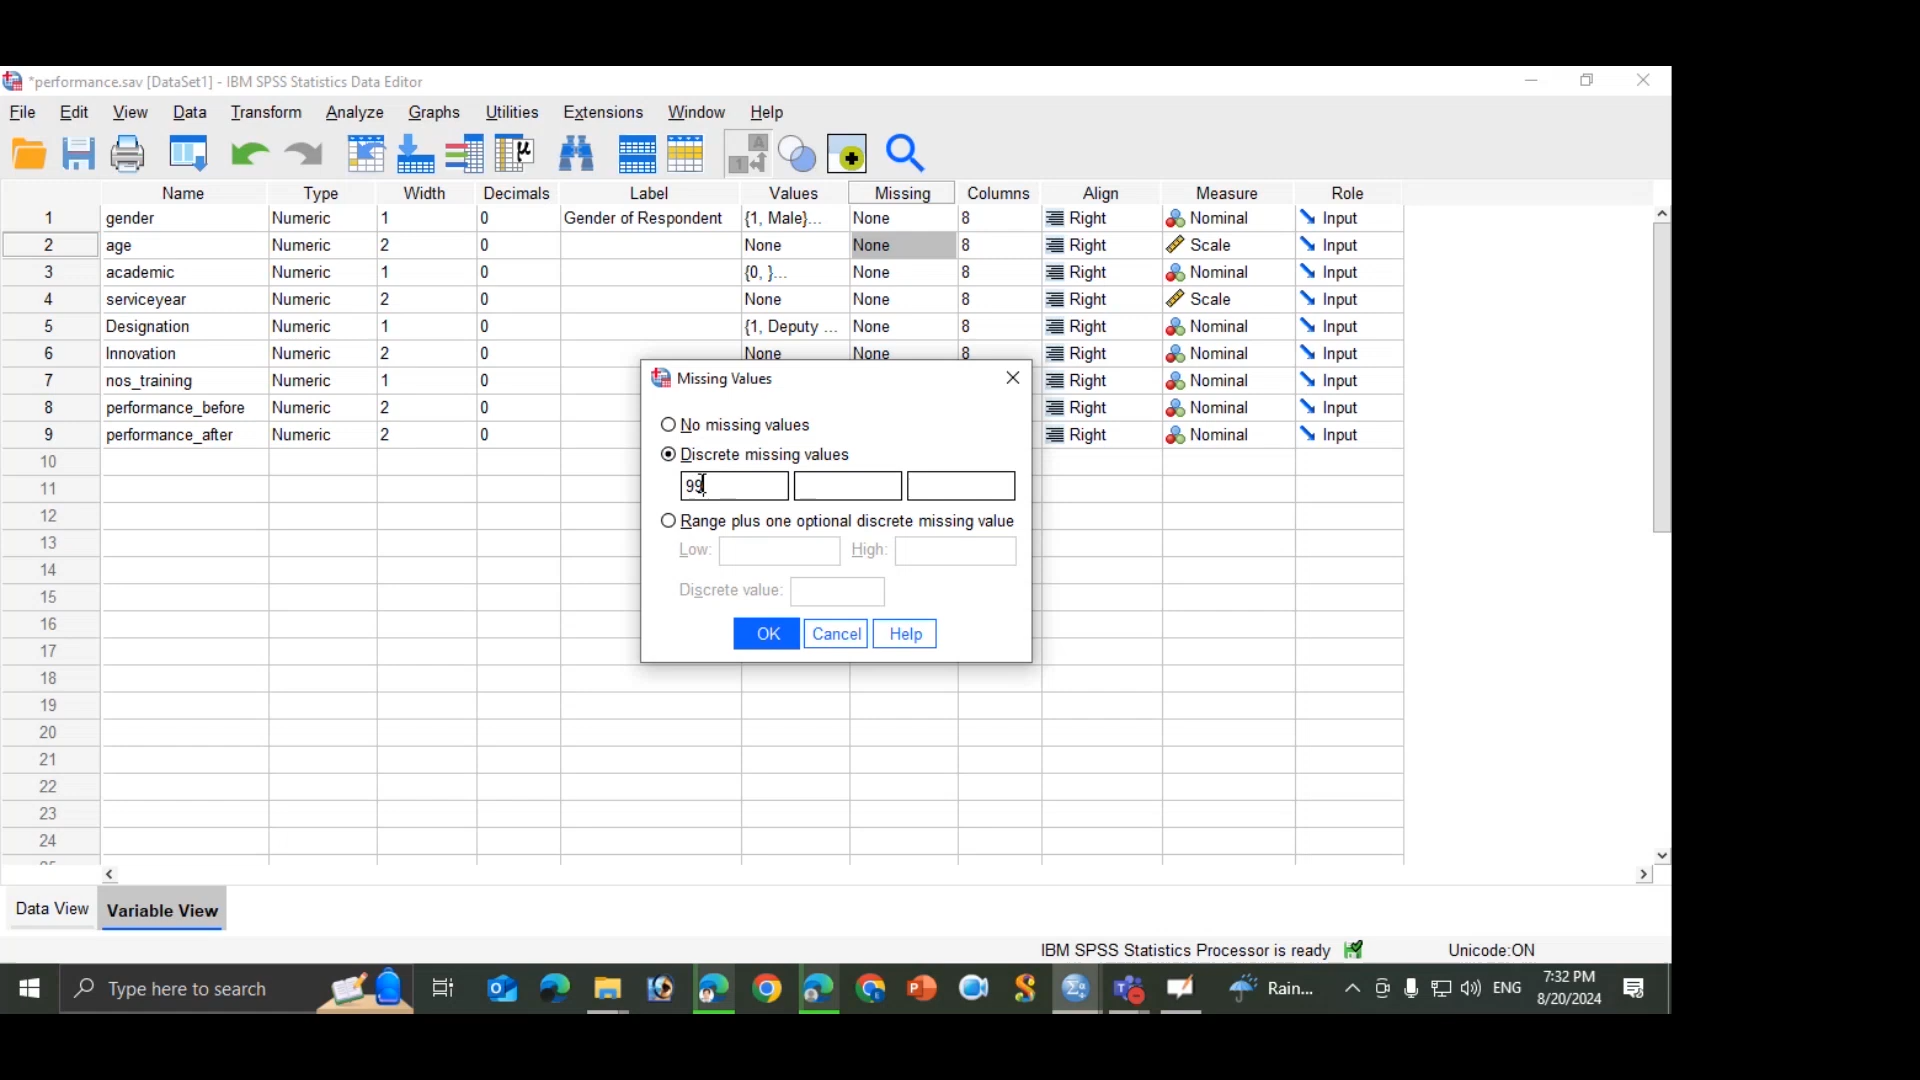 *performance.sav [DataSet1] - IBM SPSS Statistics Data Editor
File Edit View Data Transform Analyze Graphs Utilities Extensions Window Help
Name Type Width Decimals Label Values Missing Columns Align Measure Role
1 gender Numeric 1 0 Gender of Respondent {1, Male}... None 8 Right Nominal Input
2 age Numeric 2 0 None None 8 Right Scale Input
3 academic Numeric 1 0 {0, }... None 8 Right Nominal Input
4 serviceyear Numeric 2 0 None None 8 Right Scale Input
5 Designation Numeric 1 0 {1, Deputy ... None 8 Right Nominal Input
6 Innovation Numeric 2 0 None None 8 Right Nominal Input
7 nos_training Numeric 1 0 Right Nominal Input
8 performance_before Numeric 2 0 Right Nominal Input
9 performance_after Numeric 2 0 Right Nominal Input
10
11
12
13
14
15
16
17
18
19
20
21
22
23
24
Missing Values
No missing values
Discrete missing values
99
Range plus one optional discrete missing value
Low: High:
Discrete value:
OK Cancel Help
Data View Variable View
IBM SPSS Statistics Processor is ready Unicode:ON
Type here to search Rain... ENG 7:32 PM
8/20/2024